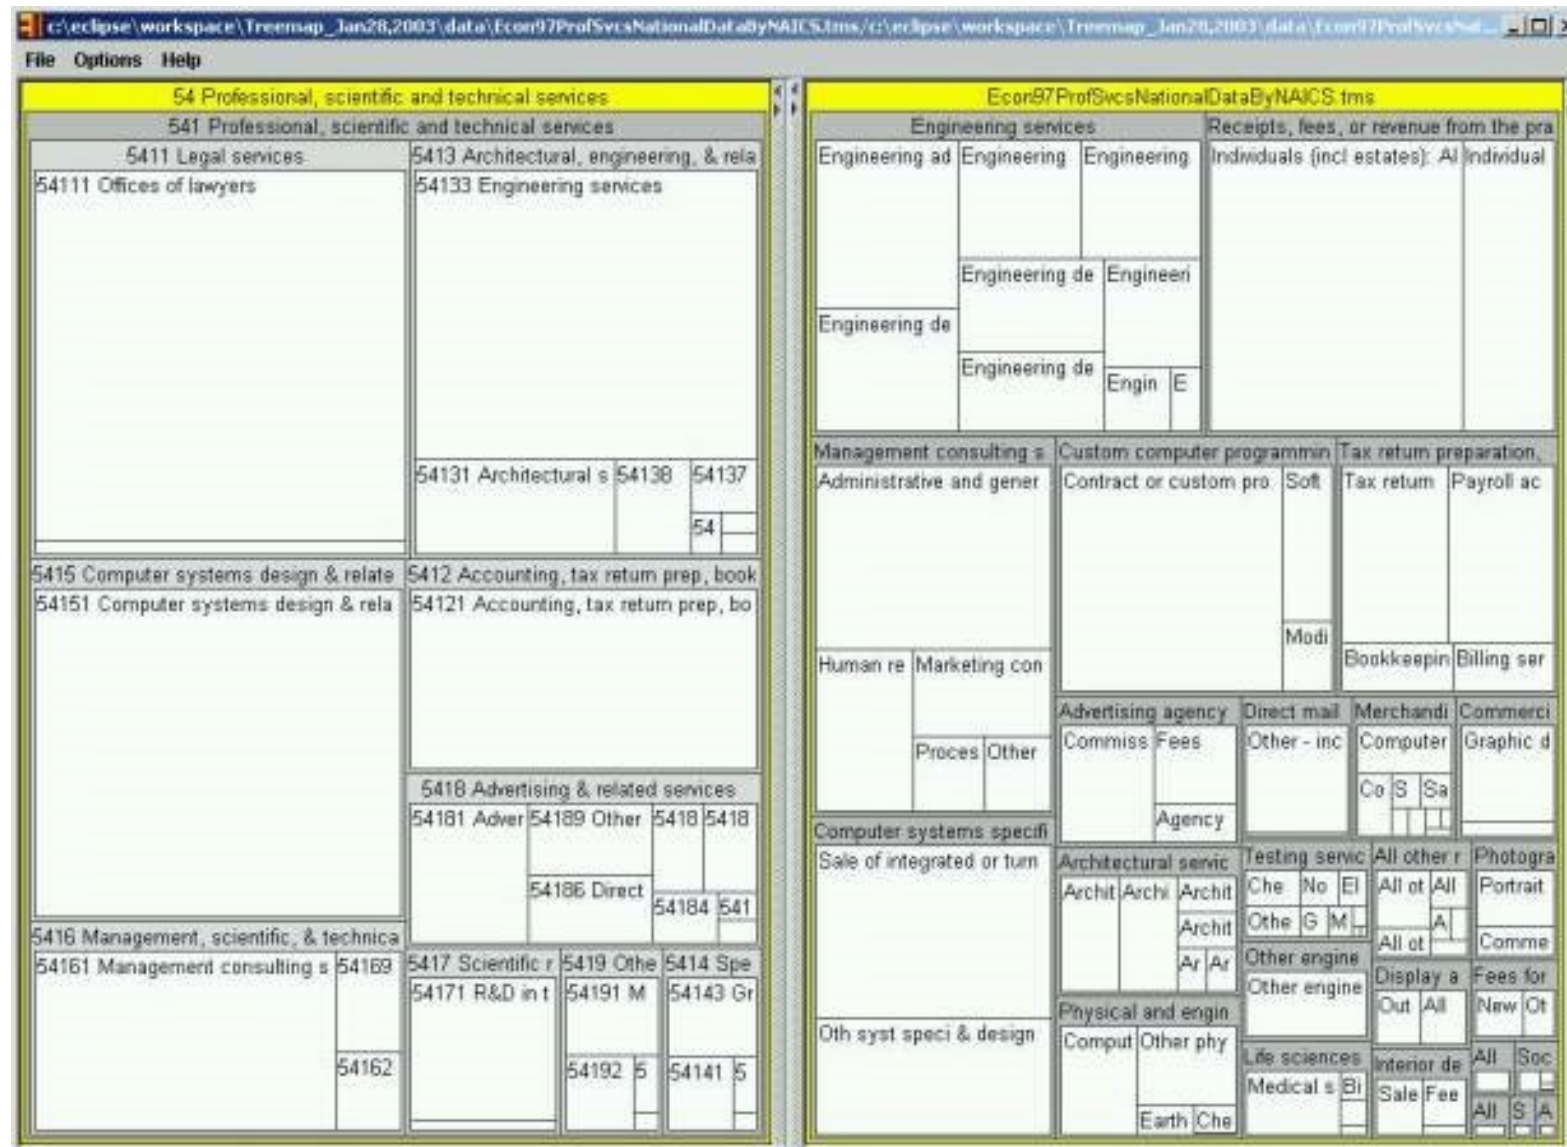 c:\eclipse\workspace\Treemap_Jan28,2003\data\Econ97ProfSvcsNationalDataByNAICS.tms
File Options Help
54 Professional, scientific and technical services
541 Professional, scientific and technical services
5411 Legal services
54111 Offices of lawyers
5413 Architectural, engineering, & rela
54133 Engineering services
54131 Architectural s
54138
54137
54
5415 Computer systems design & relate
54151 Computer systems design & rela
5412 Accounting, tax return prep, book
54121 Accounting, tax return prep, bo
5418 Advertising & related services
54181 Adver
54189 Other
5418
5418
54186 Direct
54184
541
5416 Management, scientific, & technica
54161 Management consulting s
54169
54162
5417 Scientific r
54171 R&D in t
5419 Othe
54191 M
54192
5
5414 Spe
54143 Gr
54141
5
Econ97ProfSvcsNationalDataByNAICS.tms
Engineering services
Engineering ad
Engineering
Engineering
Engineering de
Engineeri
Engineering de
Engineering de
Engin
E
Receipts, fees, or revenue from the pra
Individuals (incl estates): Al
Individual
Management consulting s
Administrative and gener
Human re
Marketing con
Proces
Other
Custom computer programmin
Contract or custom pro
Soft
Modi
Tax return preparation,
Tax return
Payroll ac
Bookkeepin
Billing ser
Computer systems specifi
Sale of integrated or turn
Oth syst speci & design
Advertising agency
Commiss
Fees
Agency
Direct mail
Other - inc
Merchandi
Computer
Co
S
Sa
Commerci
Graphic d
Architectural servic
Archit
Archi
Archit
Archit
Ar
Ar
Testing servic
Che
No
El
Othe
G
M
All other r
All ot
All
A
All ot
Photogra
Portrait
Comme
Other engine
Other engine
Display a
Out
All
Fees for
New
Ot
Physical and engin
Comput
Other phy
Earth
Che
Life sciences
Medical s
Bi
Interior de
Sale
Fee
All
Soc
All
S
A